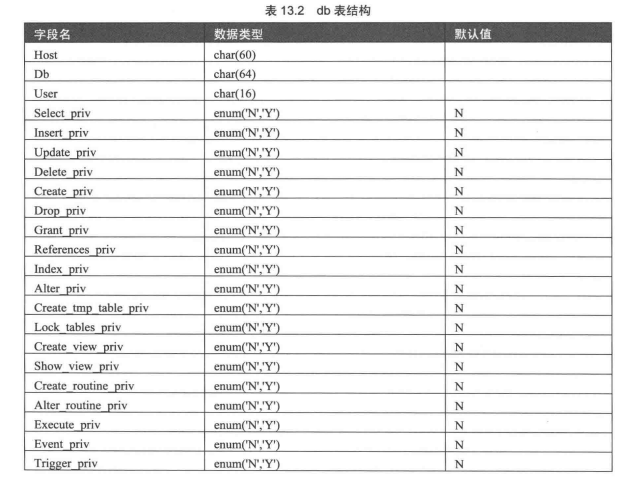 表 13.2 db 表结构
字段名 数据类型 默认值
Host char(60)
Db char(64)
User char(16)
Select_priv enum('N','Y') N
Insert_priv enum('N','Y') N
Update_priv enum('N','Y') N
Delete_priv enum('N','Y') N
Create_priv enum('N','Y') N
Drop_priv enum('N','Y') N
Grant_priv enum('N','Y') N
References_priv enum('N','Y') N
Index_priv enum('N','Y') N
Alter_priv enum('N','Y') N
Create_tmp_table_priv enum('N','Y') N
Lock_tables_priv enum('N','Y') N
Create_view_priv enum('N','Y') N
Show_view_priv enum('N','Y') N
Create_routine_priv enum('N','Y') N
Alter_routine_priv enum('N','Y') N
Execute_priv enum('N','Y') N
Event_priv enum('N','Y') N
Trigger_priv enum('N','Y') N